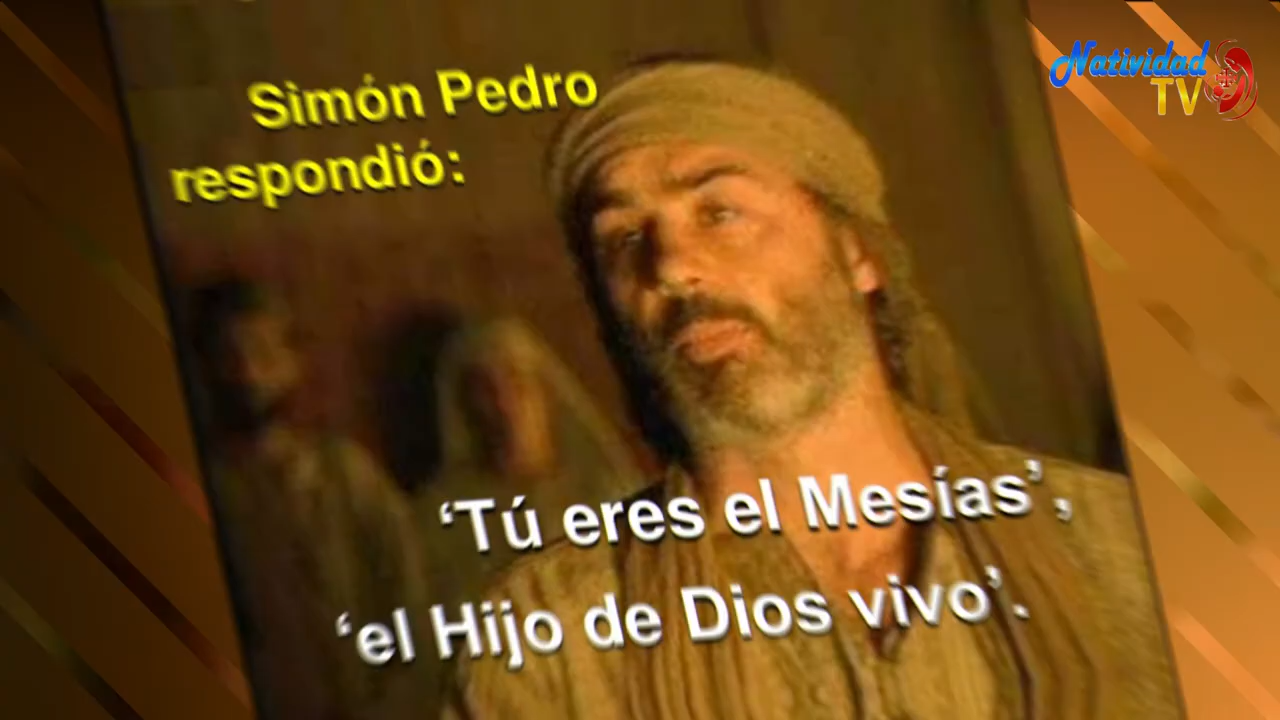 Natividad
TV
Simón Pedro
respondió:
‘Tú eres el Mesías’,
‘el Hijo de Dios vivo’.